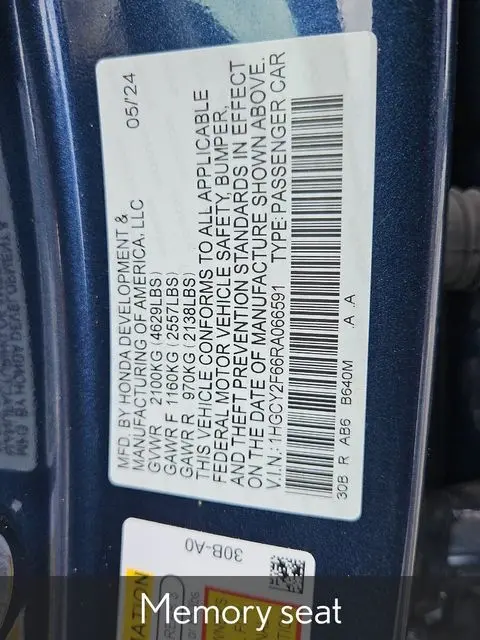 MFD. BY HONDA DEVELOPMENT &
MANUFACTURING OF AMERICA, LLC 05/'24
GVWR 2100KG (4629LBS)
GAWR F 1160KG (2557LBS)
GAWR R 970KG (2138LBS)
THIS VEHICLE CONFORMS TO ALL APPLICABLE
FEDERAL MOTOR VEHICLE SAFETY, BUMPER,
AND THEFT PREVENTION STANDARDS IN EFFECT
ON THE DATE OF MANUFACTURE SHOWN ABOVE.
V.I.N.: 1HGCY2F66RA066591 TYPE: PASSENGER CAR
30B R AB6 B640M .A .A
30B-A0
Memory seat